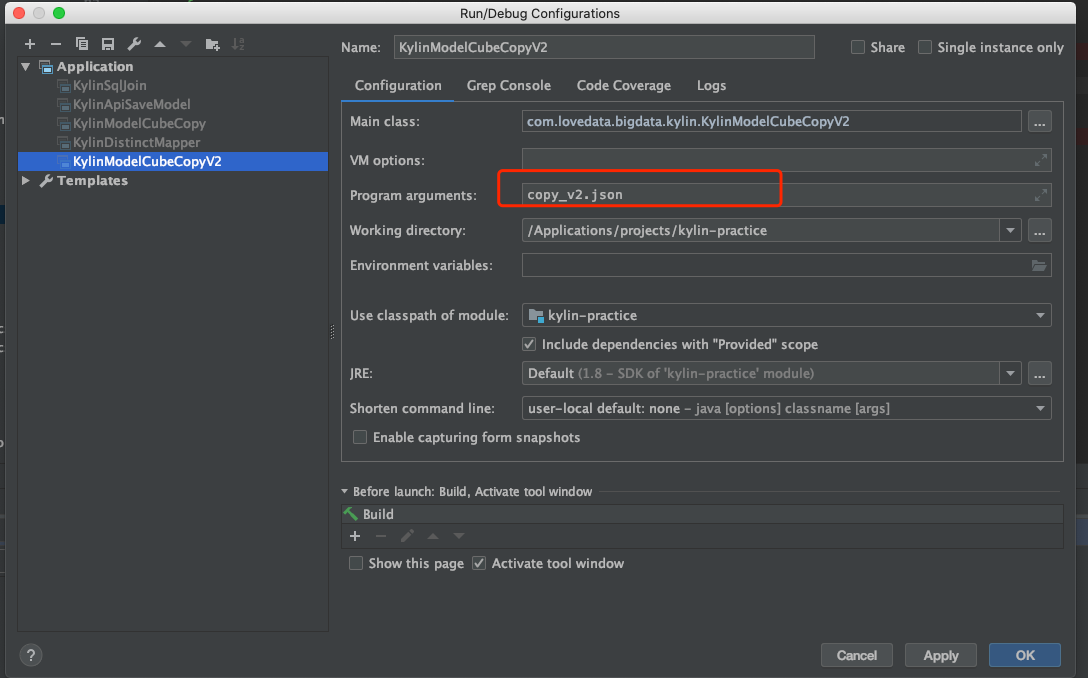 Run/Debug Configurations
Name: KylinModelCubeCopyV2 Share Single instance only
Application
KylinSqlJoin
KylinApiSaveModel
KylinModelCubeCopy
KylinDistinctMapper
KylinModelCubeCopyV2
Templates
Configuration Grep Console Code Coverage Logs
Main class: com.lovedata.bigdata.kylin.KylinModelCubeCopyV2 ...
VM options:
Program arguments: copy_v2.json
Working directory: /Applications/projects/kylin-practice ...
Environment variables:
Use classpath of module: kylin-practice
Include dependencies with "Provided" scope
JRE: Default (1.8 – SDK of 'kylin-practice' module) ...
Shorten command line: user-local default: none – java [options] classname [args]
Enable capturing form snapshots
Before launch: Build, Activate tool window
Build
Show this page Activate tool window
? Cancel Apply OK